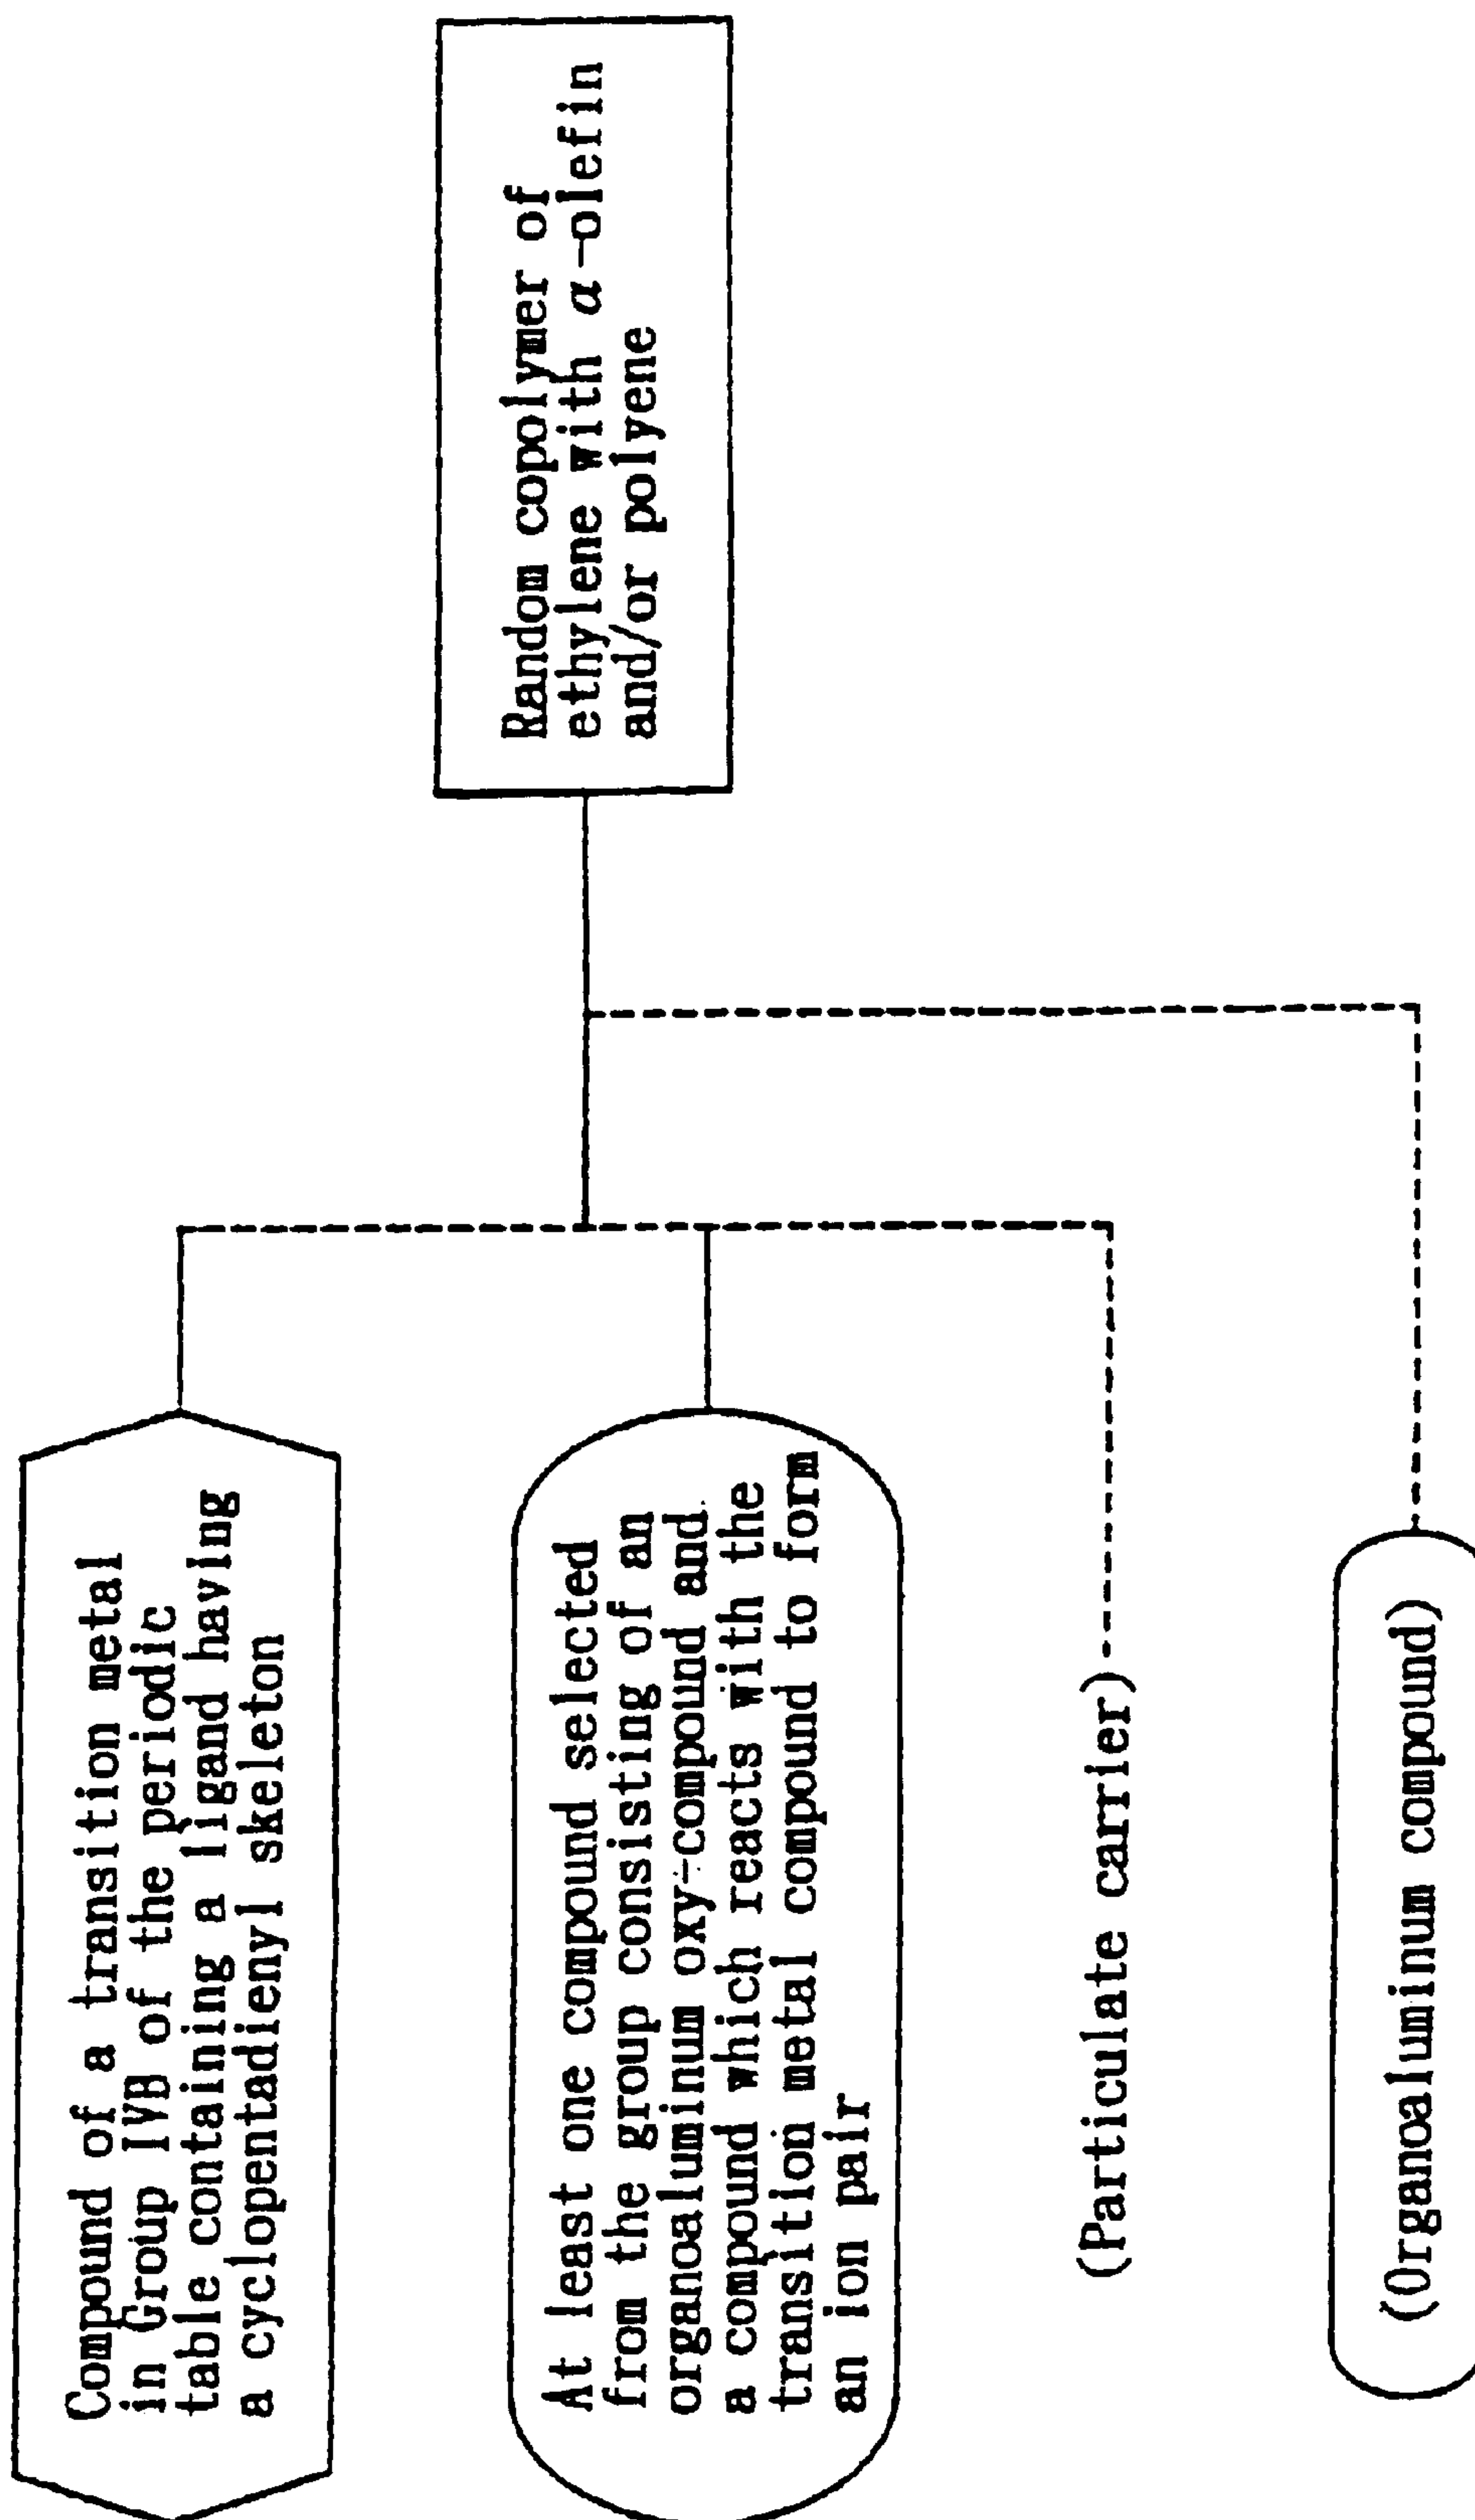 Compound of a transition metal
in Group IVB of the periodic
table containing a ligand having
a cyclopentadienyl skeleton
At least one compound selected
from the group consisting of an
organoaluminum oxy-compound and
a compound which reacts with the
transition metal compound to form
an ion pair
(Particulate carrier)
(Organoaluminum compound)
Random copolymer of
ethylene with α-olefin
and/or polyene